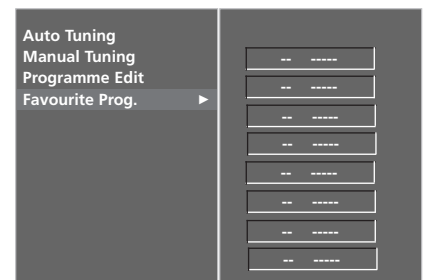 Auto Tuning
Manual Tuning
Programme Edit
Favourite Prog. ►
-- -----
-- -----
-- -----
-- -----
-- -----
-- -----
-- -----
-- -----